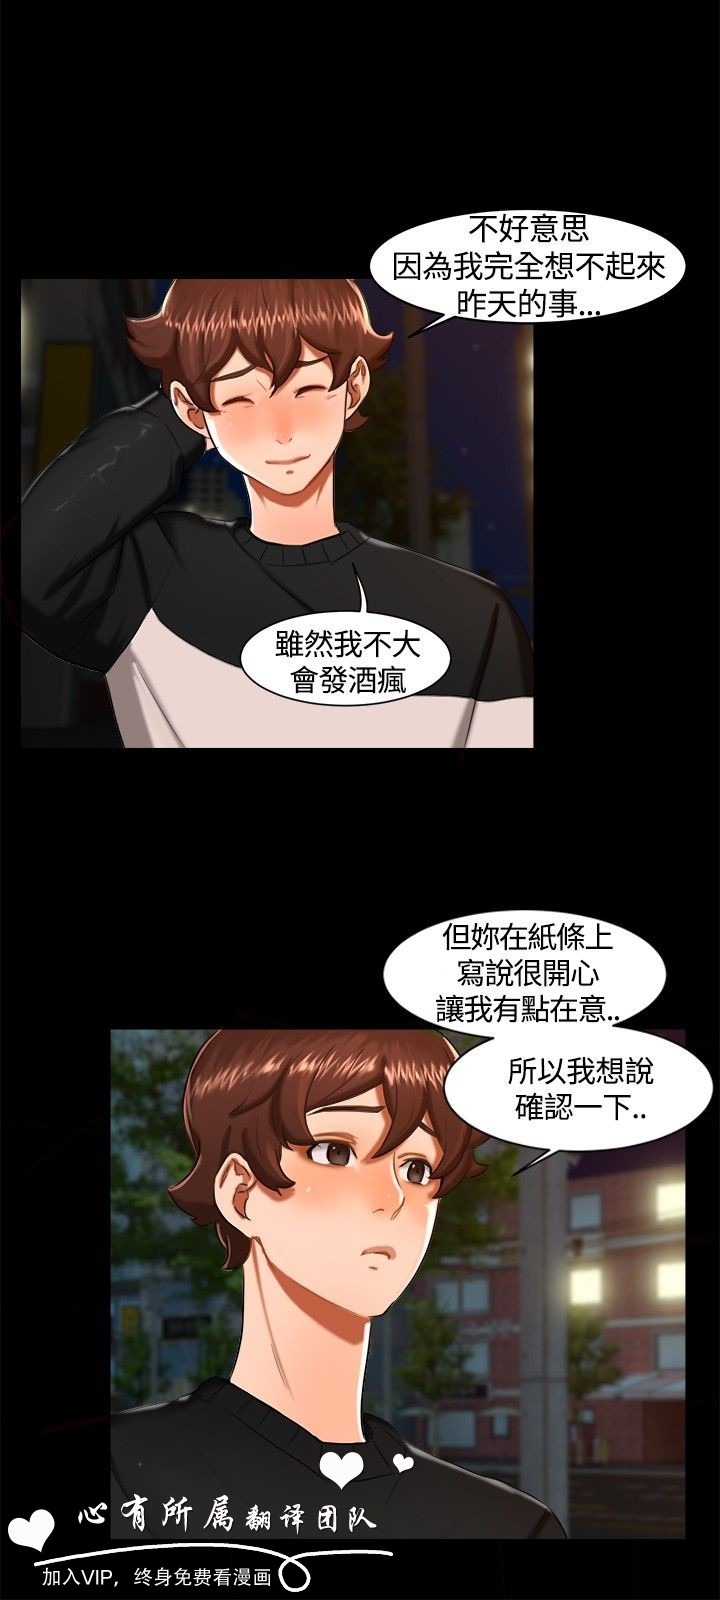 不好意思
因為我完全想不起來
昨天的事...
雖然我不大
會發酒瘋
但妳在紙條上
寫說很開心
讓我有點在意..
所以我想說
確認一下..
心有所属翻译团队
加入VIP，终身免费看漫画